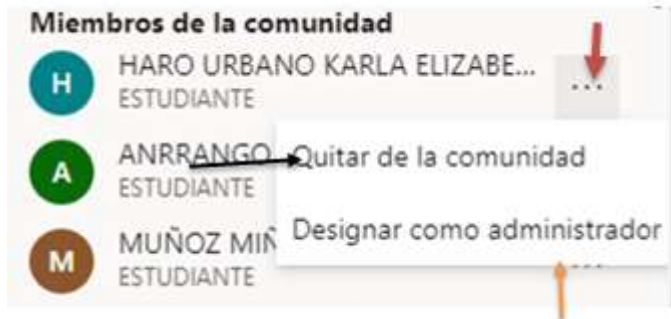 Miembros de la comunidad
H
HARO URBANO KARLA ELIZABE...
ESTUDIANTE
...
A
ANRRANGO
ESTUDIANTE
Quitar de la comunidad
M
MUÑOZ MIÑ
ESTUDIANTE
Designar como administrador
...